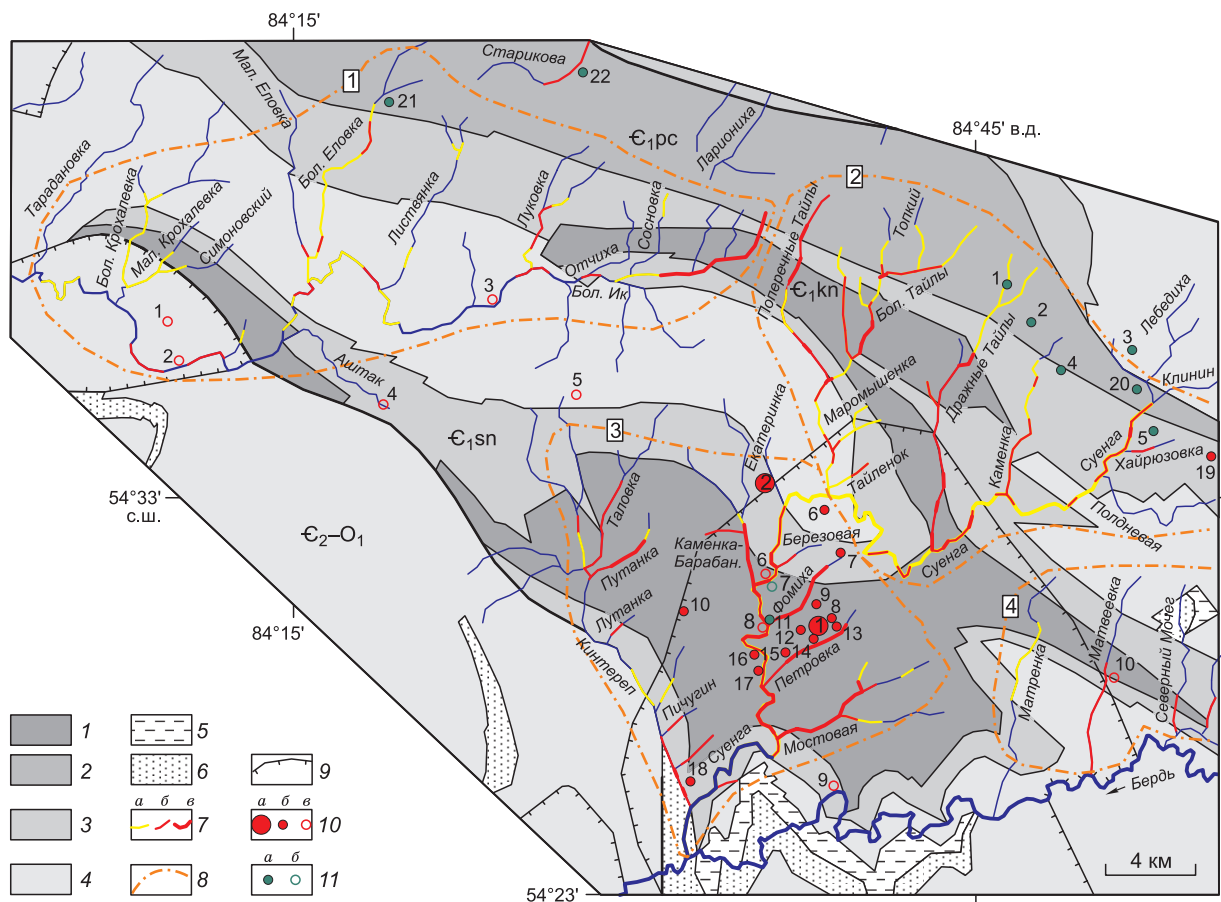 84°15'
Старикова
22
Мал. Еловка
1
21
Бол. Еловка
Є₁pc
Лариониха
84°45' в.д.
Тарадановка
Бол. Крохалевка
Мал. Крохалевка
Симоновский
Листвянка
Луковка
Сосновка
2
Поперечные Тайлы
Топкий
Отчиха
Бол. Ик
3
Є₁kn
Бол. Тайлы
1
2
3
Лебедиха
1
2
Аштак
4
5
Дражные Тайлы
4
Клинин
20
Маромышенка
Є₁sn
3
Екатеринка
Каменка
Суенга
5
Хайрюзовка
19
54°33'
с.ш.
Є₂–О₁
Таловка
2
Тайленок
6
Березовая
Полдневая
Каменка-
Барабан.
7
Суенга
Путанка
6
7
Фомиха
84°15'
Лутанка
10
9
8
4
Матвеевка
8
11
1
12
13
Кинтереп
16
15
14
Петровка
17
10
Матренка
Северный Мочег
Пичугин
Суенга
Мостовая
18
9
Бердь
4 км
54°23'
1
2
3
4
5
6
а б в
7
8
9
а б в
10
а б
11